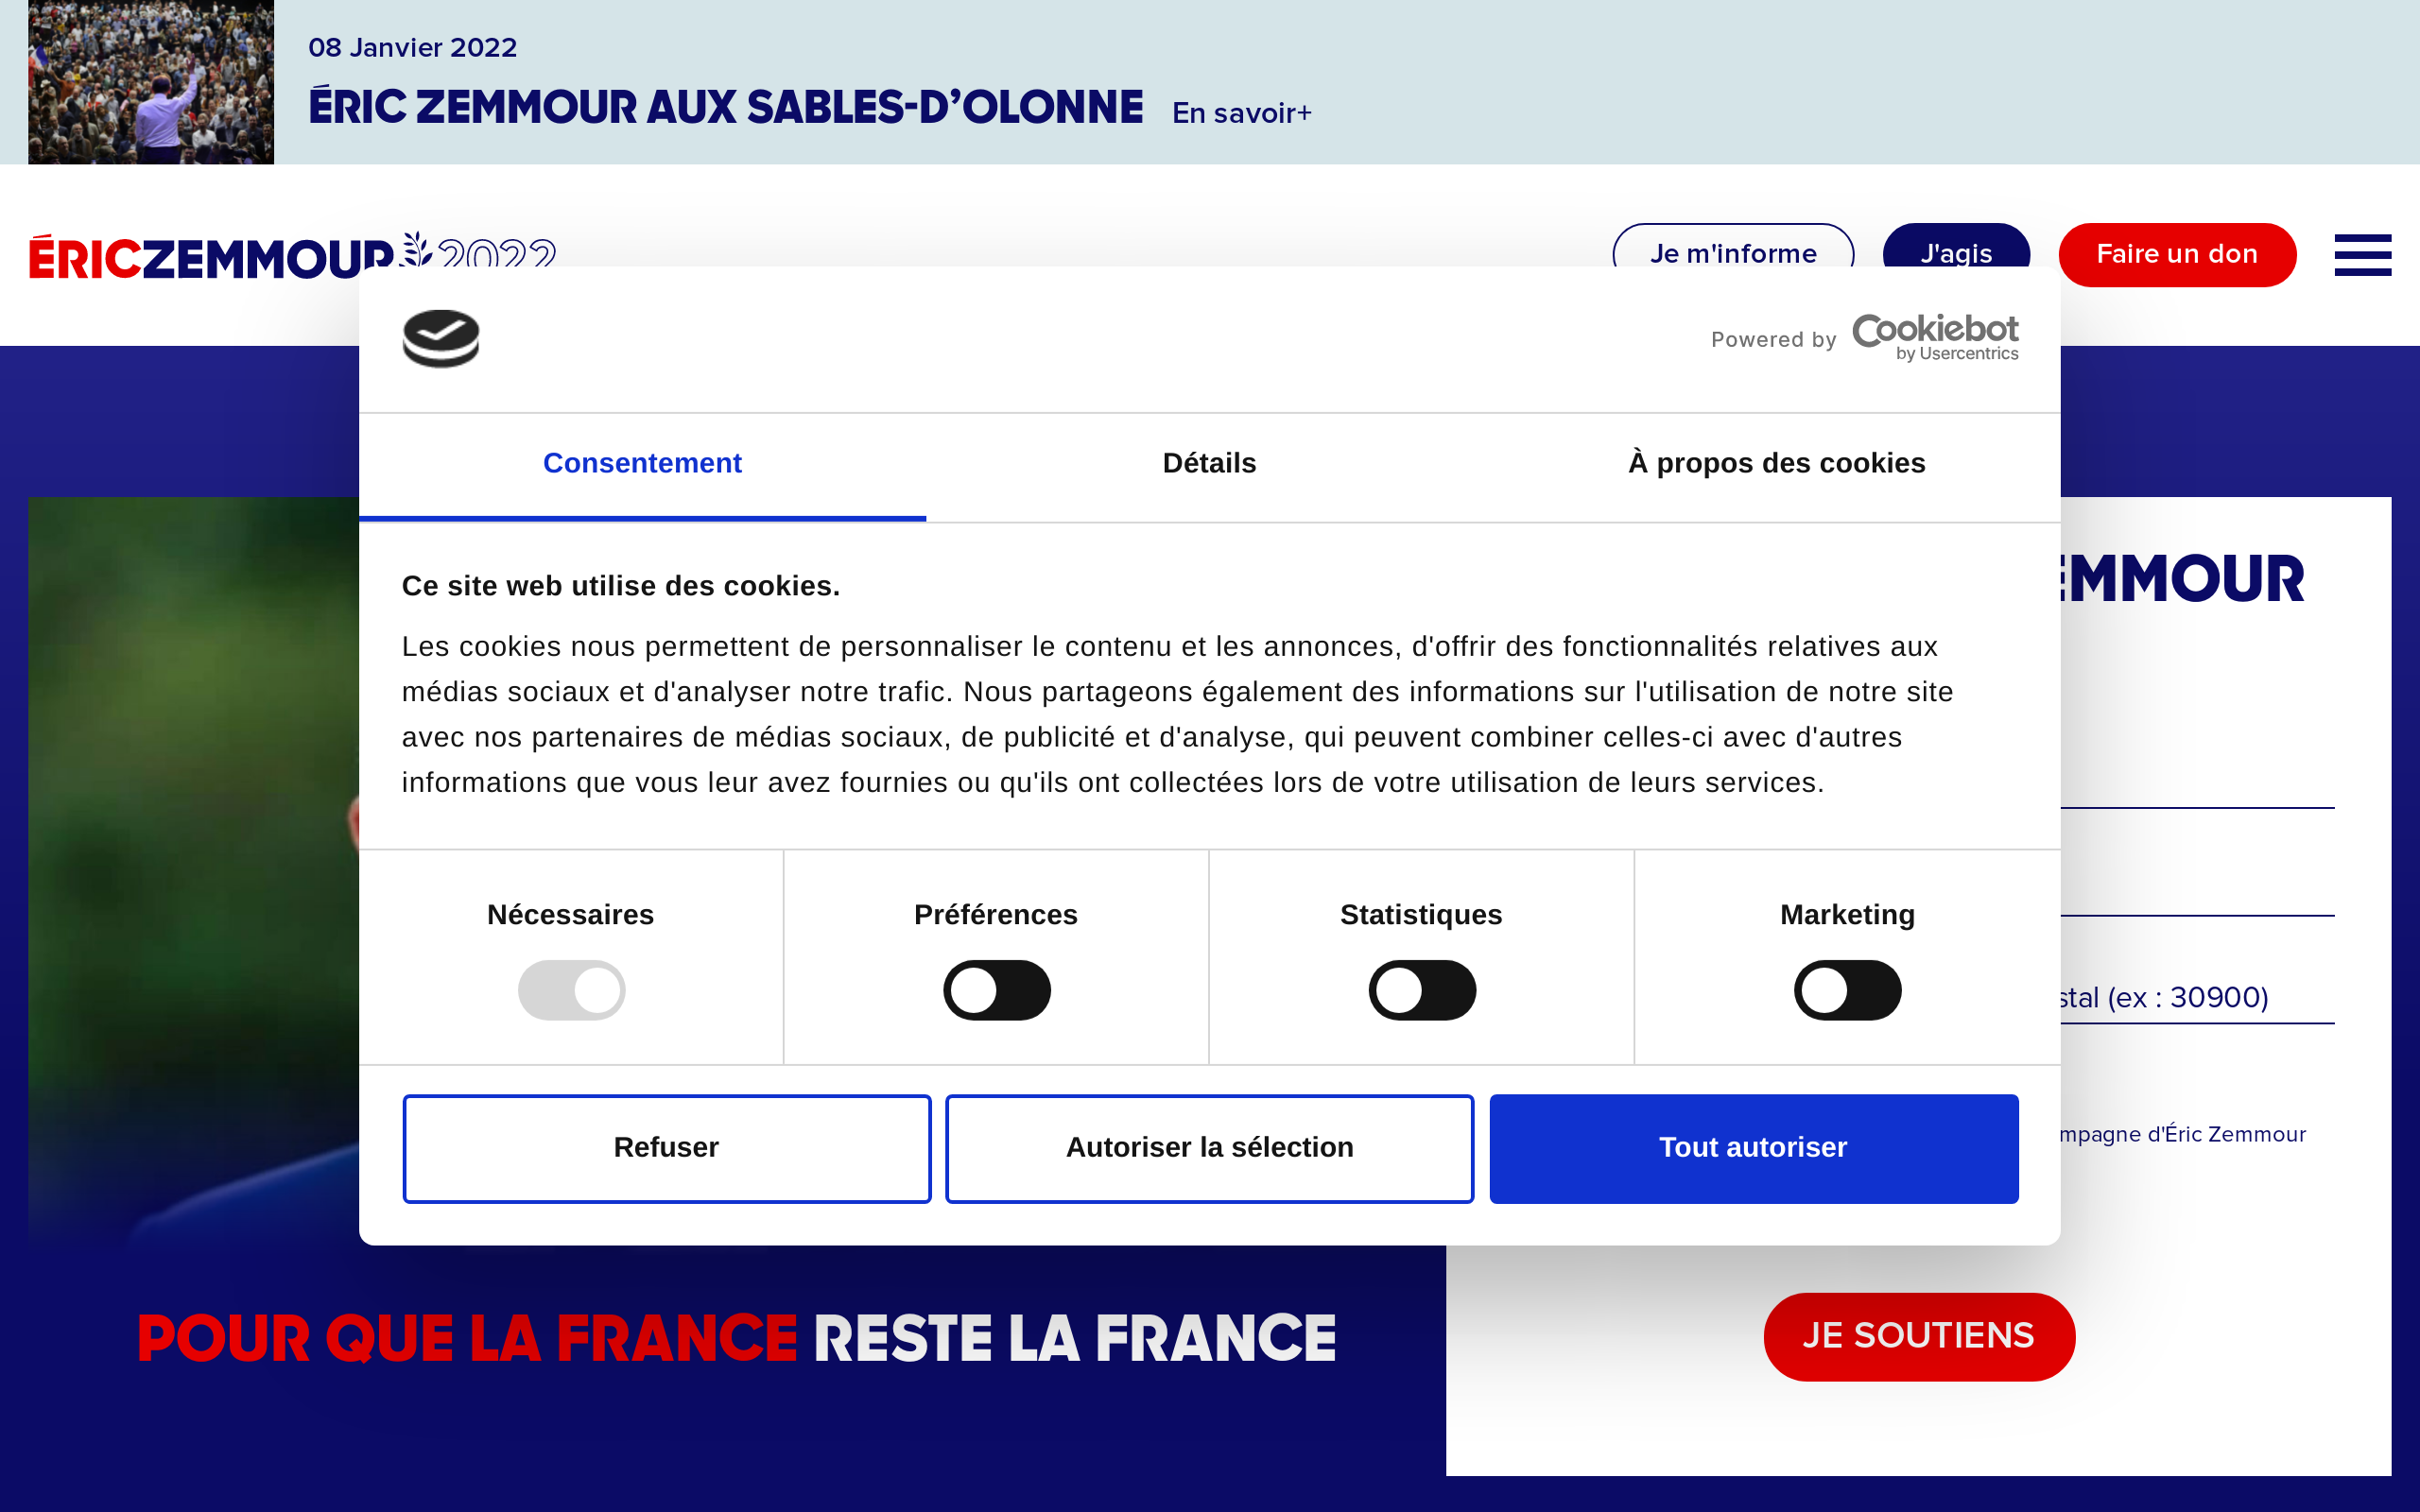 08 Janvier 2022
ÉRIC ZEMMOUR AUX SABLES-D’OLONNE En savoir+
ÉRICZEMMOUR 2022
Je m'informe
J'agis
Faire un don
Powered by Cookiebot
by Usercentrics
Consentement
Détails
À propos des cookies
Ce site web utilise des cookies.
Les cookies nous permettent de personnaliser le contenu et les annonces, d'offrir des fonctionnalités relatives aux
médias sociaux et d'analyser notre trafic. Nous partageons également des informations sur l'utilisation de notre site
avec nos partenaires de médias sociaux, de publicité et d'analyse, qui peuvent combiner celles-ci avec d'autres
informations que vous leur avez fournies ou qu'ils ont collectées lors de votre utilisation de leurs services.
Nécessaires
Préférences
Statistiques
Marketing
Refuser
Autoriser la sélection
Tout autoriser
EMMOUR
stal (ex : 30900)
mpagne d'Éric Zemmour
POUR QUE LA FRANCE RESTE LA FRANCE
JE SOUTIENS